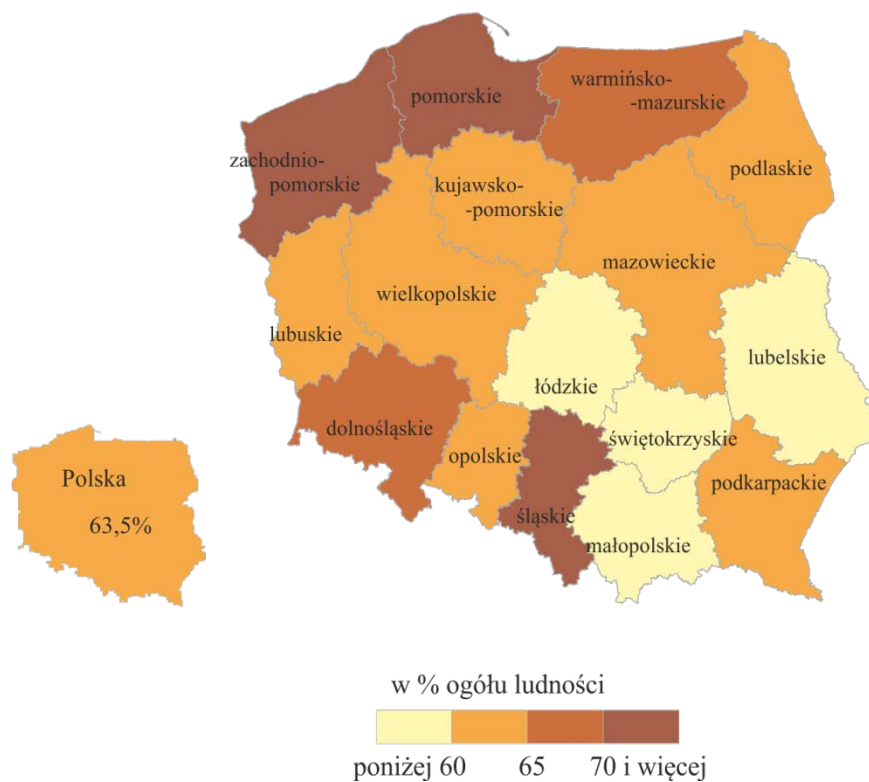 pomorskie
warmińsko-
-mazurskie
zachodnio-
pomorskie
kujawsko-
-pomorskie
podlaskie
mazowieckie
wielkopolskie
lubuskie
lubelskie
łódzkie
dolnośląskie
świętokrzyskie
opolskie
podkarpackie
śląskie
małopolskie
Polska
63,5%
w % ogółu ludności
poniżej 60 65 70 i więcej